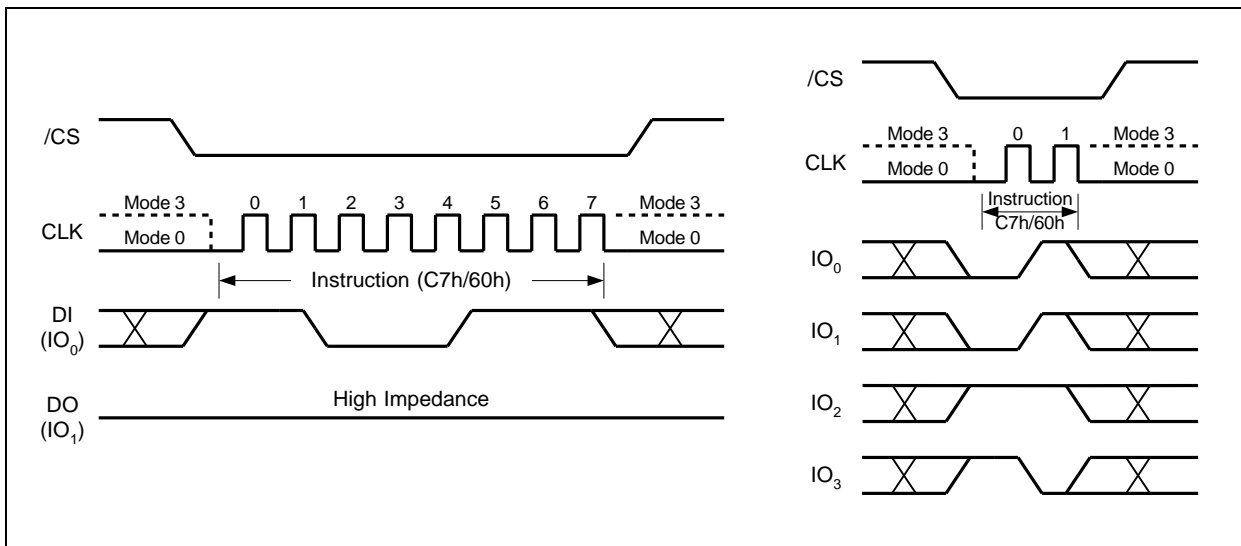 /CS
Mode 3
0 1 2 3 4 5 6 7
Mode 3
CLK
Mode 0
Mode 0
Instruction (C7h/60h)
DI
(IO0)
High Impedance
DO
(IO1)
/CS
Mode 3
0 1
Mode 3
CLK
Mode 0
Mode 0
Instruction
C7h/60h
IO0
IO1
IO2
IO3